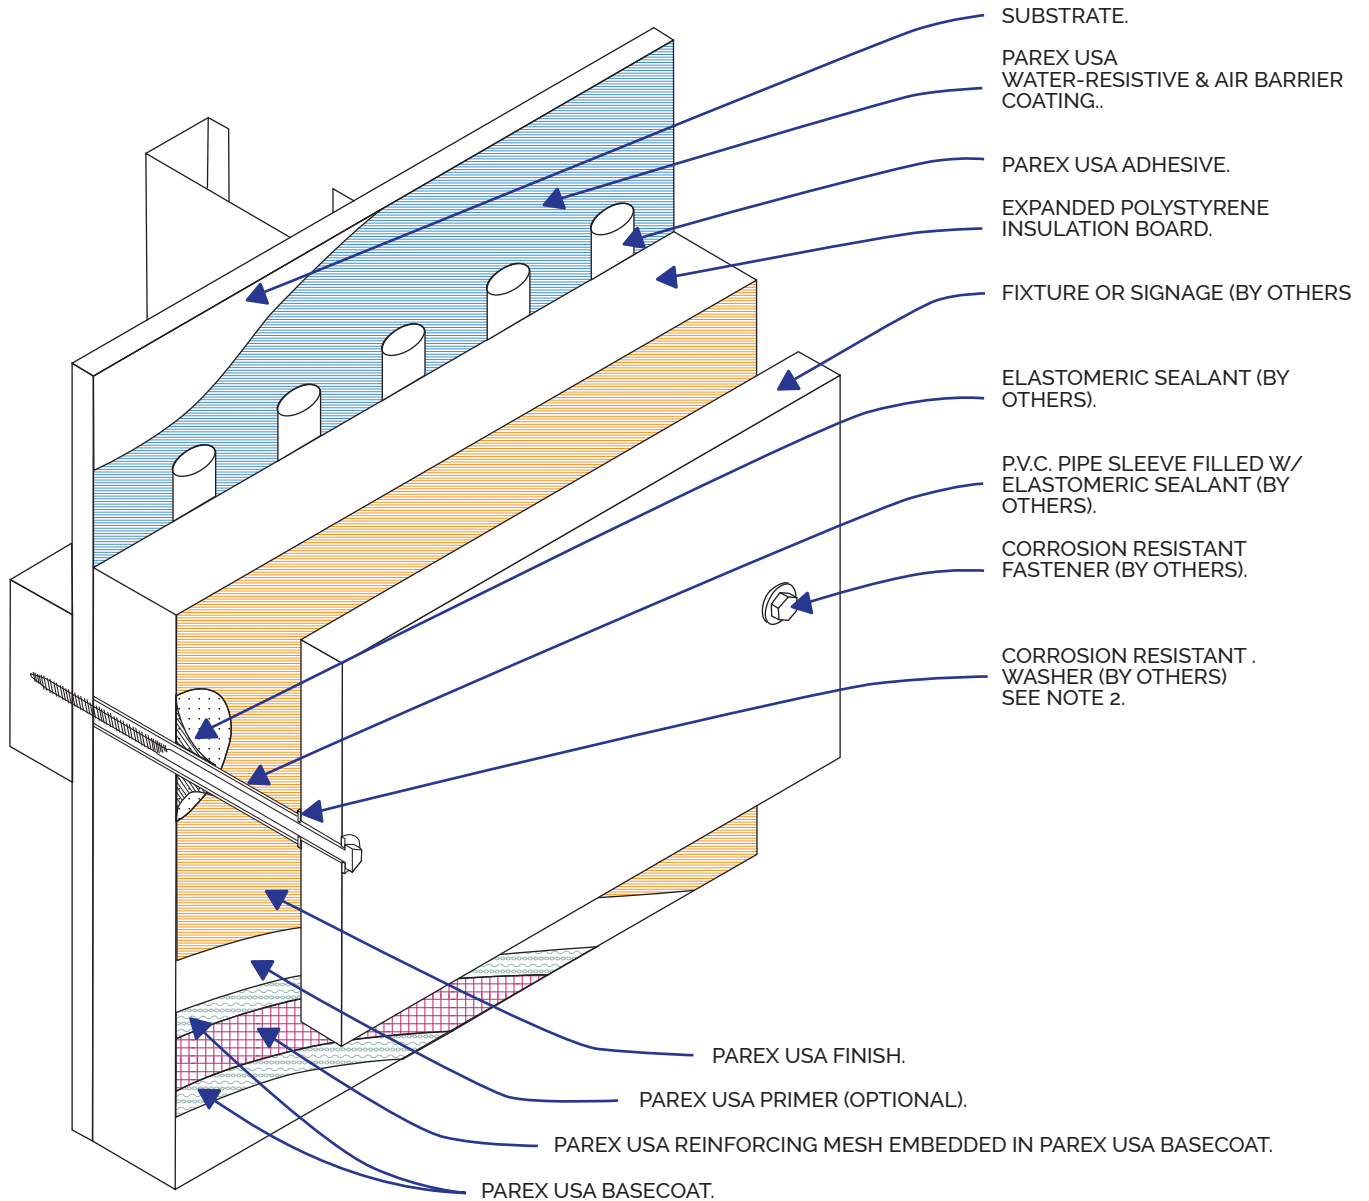 SUBSTRATE.
PAREX USA
WATER-RESISTIVE & AIR BARRIER
COATING..
PAREX USA ADHESIVE.
EXPANDED POLYSTYRENE
INSULATION BOARD.
FIXTURE OR SIGNAGE (BY OTHERS
ELASTOMERIC SEALANT (BY
OTHERS).
P.V.C. PIPE SLEEVE FILLED W/
ELASTOMERIC SEALANT (BY
OTHERS).
CORROSION RESISTANT
FASTENER (BY OTHERS).
CORROSION RESISTANT .
WASHER (BY OTHERS)
SEE NOTE 2.
PAREX USA FINISH.
PAREX USA PRIMER (OPTIONAL).
PAREX USA REINFORCING MESH EMBEDDED IN PAREX USA BASECOAT.
PAREX USA BASECOAT.